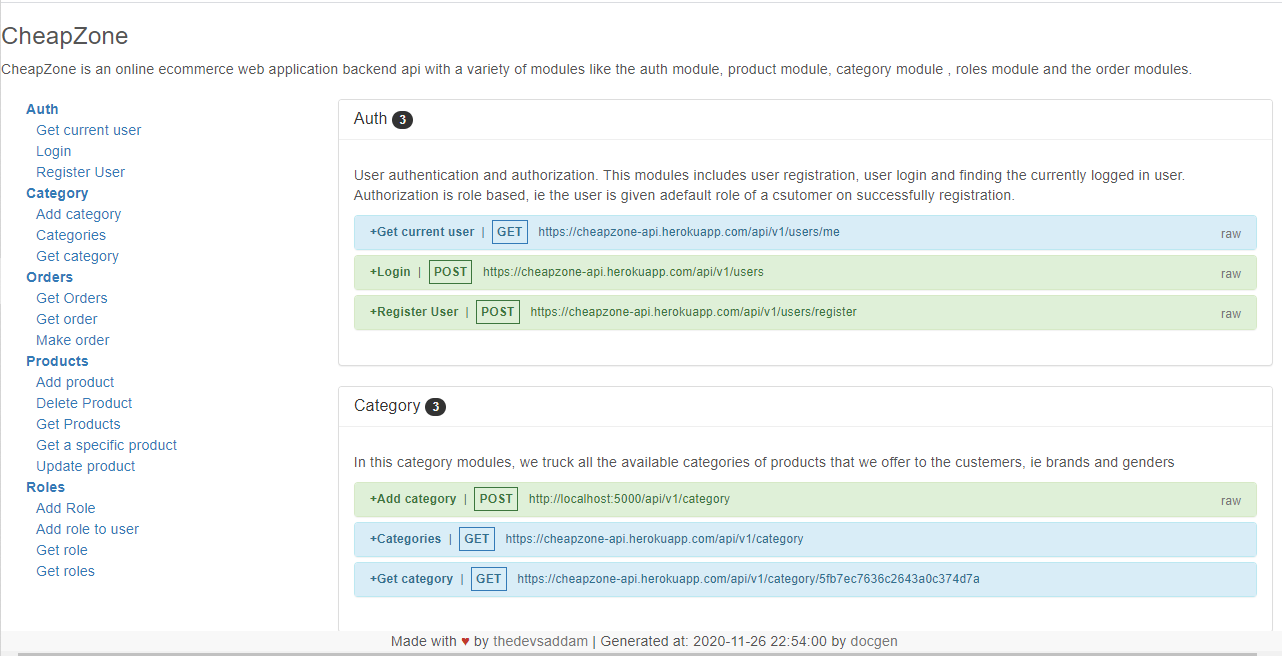 CheapZone
CheapZone is an online ecommerce web application backend api with a variety of modules like the auth module, product module, category module , roles module and the order modules.
Auth
Get current user
Login
Register User
Category
Add category
Categories
Get category
Orders
Get Orders
Get order
Make order
Products
Add product
Delete Product
Get Products
Get a specific product
Update product
Roles
Add Role
Add role to user
Get role
Get roles
Auth 3
User authentication and authorization. This modules includes user registration, user login and finding the currently logged in user.
Authorization is role based, ie the user is given adefault role of a csutomer on successfully registration.
+Get current user | GET https://cheapzone-api.herokuapp.com/api/v1/users/me raw
+Login | POST https://cheapzone-api.herokuapp.com/api/v1/users raw
+Register User | POST https://cheapzone-api.herokuapp.com/api/v1/users/register raw
Category 3
In this category modules, we truck all the available categories of products that we offer to the custemers, ie brands and genders
+Add category | POST http://localhost:5000/api/v1/category raw
+Categories | GET https://cheapzone-api.herokuapp.com/api/v1/category
+Get category | GET https://cheapzone-api.herokuapp.com/api/v1/category/5fb7ec7636c2643a0c374d7a
Made with ♥ by thedevsaddam | Generated at: 2020-11-26 22:54:00 by docgen